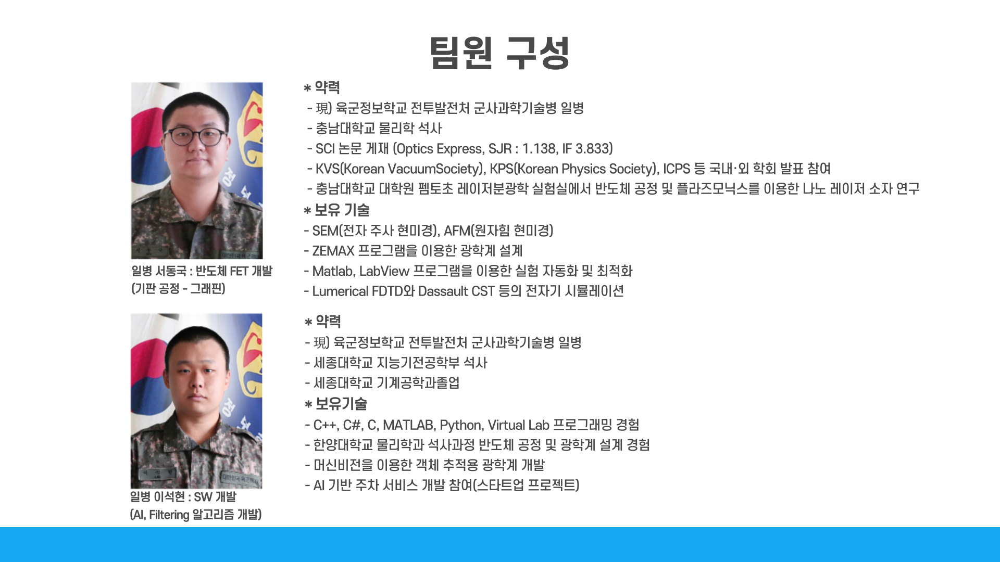 팀원 구성
* 약력
- 現) 육군정보학교 전투발전처 군사과학기술병 일병
- 충남대학교 물리학 석사
- SCI 논문 게재 (Optics Express, SJR : 1.138, IF 3.833)
- KVS(Korean VacuumSociety), KPS(Korean Physics Society), ICPS 등 국내·외 학회 발표 참여
- 충남대학교 대학원 펨토초 레이저분광학 실험실에서 반도체 공정 및 플라즈모닉스를 이용한 나노 레이저 소자 연구
* 보유 기술
- SEM(전자 주사 현미경), AFM(원자힘 현미경)
- ZEMAX 프로그램을 이용한 광학계 설계
- Matlab, LabView 프로그램을 이용한 실험 자동화 및 최적화
- Lumerical FDTD와 Dassault CST 등의 전자기 시뮬레이션
정
대한민국 육군
일병 서동국 : 반도체 FET 개발
(기판 공정 - 그래핀)
* 약력
- 現) 육군정보학교 전투발전처 군사과학기술병 일병
- 세종대학교 지능기전공학부 석사
- 세종대학교 기계공학과졸업
* 보유기술
- C++, C#, C, MATLAB, Python, Virtual Lab 프로그래밍 경험
- 한양대학교 물리학과 석사과정 반도체 공정 및 광학계 설계 경험
- 머신비전을 이용한 객체 추적용 광학계 개발
- AI 기반 주차 서비스 개발 참여(스타트업 프로젝트)
정
이석현
대한민국 육군
일병 이석현 : SW 개발
(AI, Filtering 알고리즘 개발)